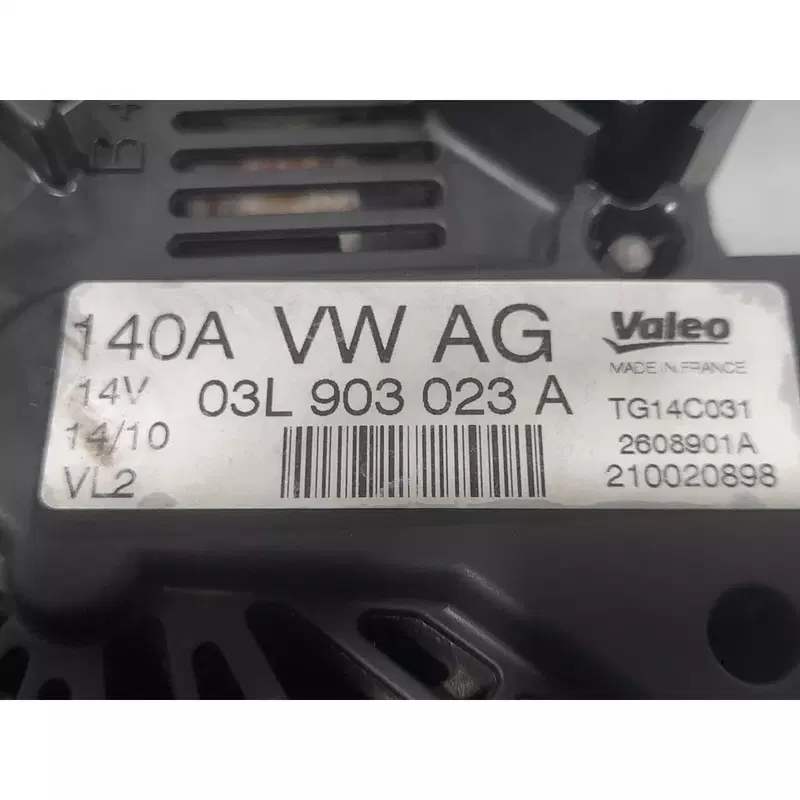 B+
140A VW AG
14V 03L 903 023 A
14/10
VL2
Valeo
MADE IN FRANCE
TG14C031
2608901A
210020898